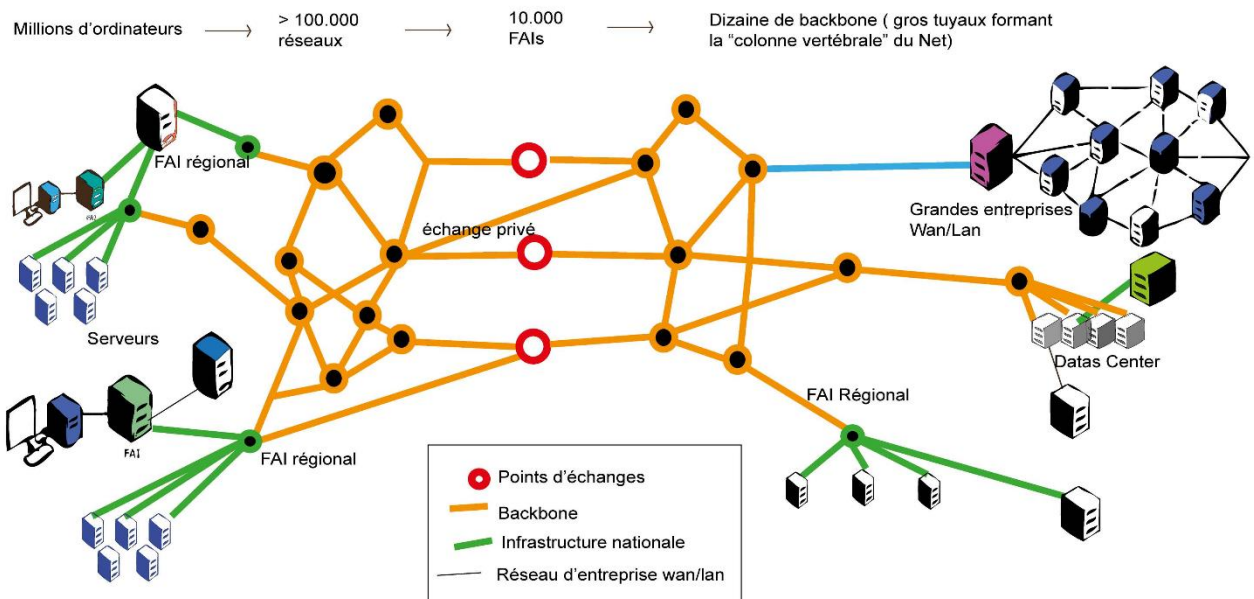 Millions d'ordinateurs
> 100.000
réseaux
10.000
FAIs
Dizaine de backbone ( gros tuyaux formant
la "colonne vertébrale" du Net)
FAI régional
FAI
échange privé
Grandes entreprises
Wan/Lan
Serveurs
Datas Center
FAI Régional
FAI
FAI régional
Points d'échanges
Backbone
Infrastructure nationale
Réseau d'entreprise wan/lan